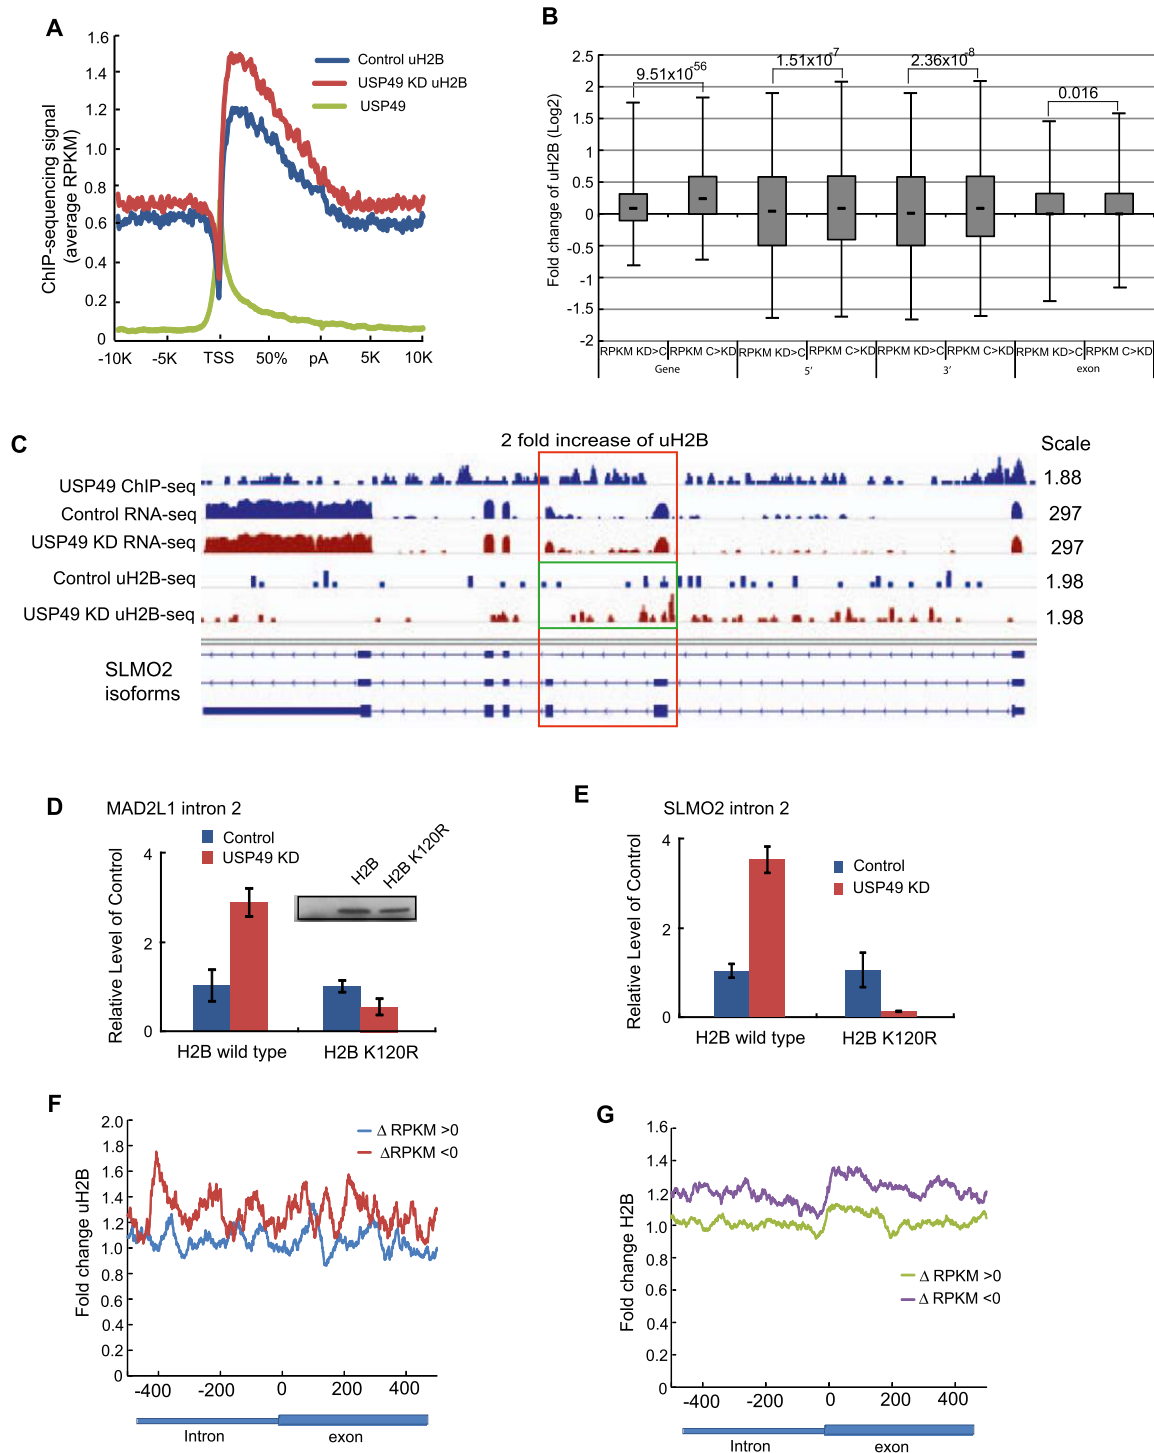 A
1.6
1.4
1.2
1.0
0.8
0.6
0.4
0.2
0
ChIP-sequencing signal
(average RPKM)
Control uH2B
USP49 KD uH2B
USP49
-10K -5K TSS 50% pA 5K 10K
B
2.5
2
1.5
1
0.5
0
-0.5
-1
-1.5
-2
Fold change of uH2B (Log2)
9.51x10-56
1.51x10-7
2.36x10-8
0.016
RPKM KD>C RPKM C>KD RPKM KD>C RPKM C>KD RPKM KD>C RPKM C>KD RPKM KD>C RPKM C>KD
Gene 5′ 3′ exon
C
2 fold increase of uH2B
Scale
USP49 ChIP-seq 1.88
Control RNA-seq 297
USP49 KD RNA-seq 297
Control uH2B-seq 1.98
USP49 KD uH2B-seq 1.98
SLMO2
isoforms
D
MAD2L1 intron 2
Control
USP49 KD
H2B
H2B K120R
4
2
0
Relative Level of Control
H2B wild type H2B K120R
E
SLMO2 intron 2
Control
USP49 KD
4
2
0
Relative Level of Control
H2B wild type H2B K120R
F
2.0
1.8
1.6
1.4
1.2
1.0
0.8
0.6
0.4
0.2
0
Fold change uH2B
Δ RPKM >0
ΔRPKM <0
-400 -200 0 200 400
Intron exon
G
1.6
1.4
1.2
1.0
0.8
0.6
0.4
0.2
0
Fold change H2B
Δ RPKM >0
Δ RPKM <0
-400 -200 0 200 400
Intron exon